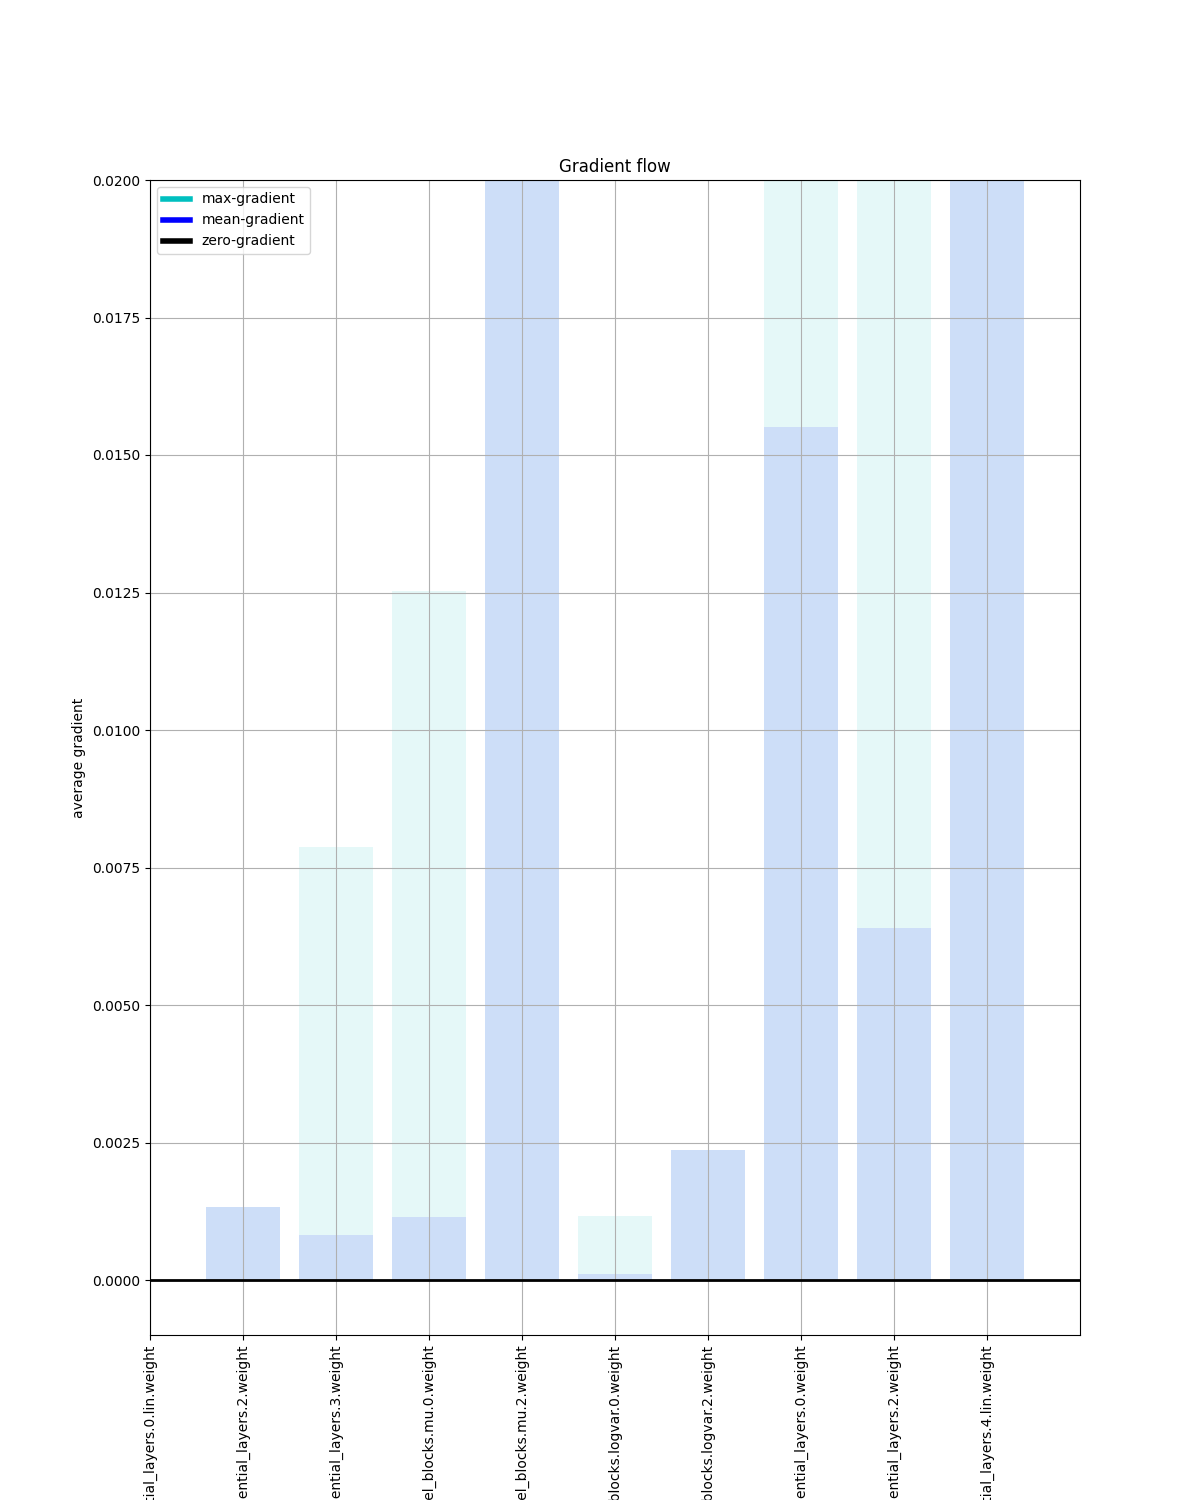 Gradient flow
max-gradient
mean-gradient
zero-gradient
0.0200
0.0175
0.0150
0.0125
0.0100
0.0075
0.0050
0.0025
0.0000
average gradient
tial_layers.0.lin.weight
ential_layers.2.weight
ential_layers.3.weight
el_blocks.mu.0.weight
el_blocks.mu.2.weight
blocks.logvar.0.weight
blocks.logvar.2.weight
ential_layers.0.weight
ential_layers.2.weight
tial_layers.4.lin.weight